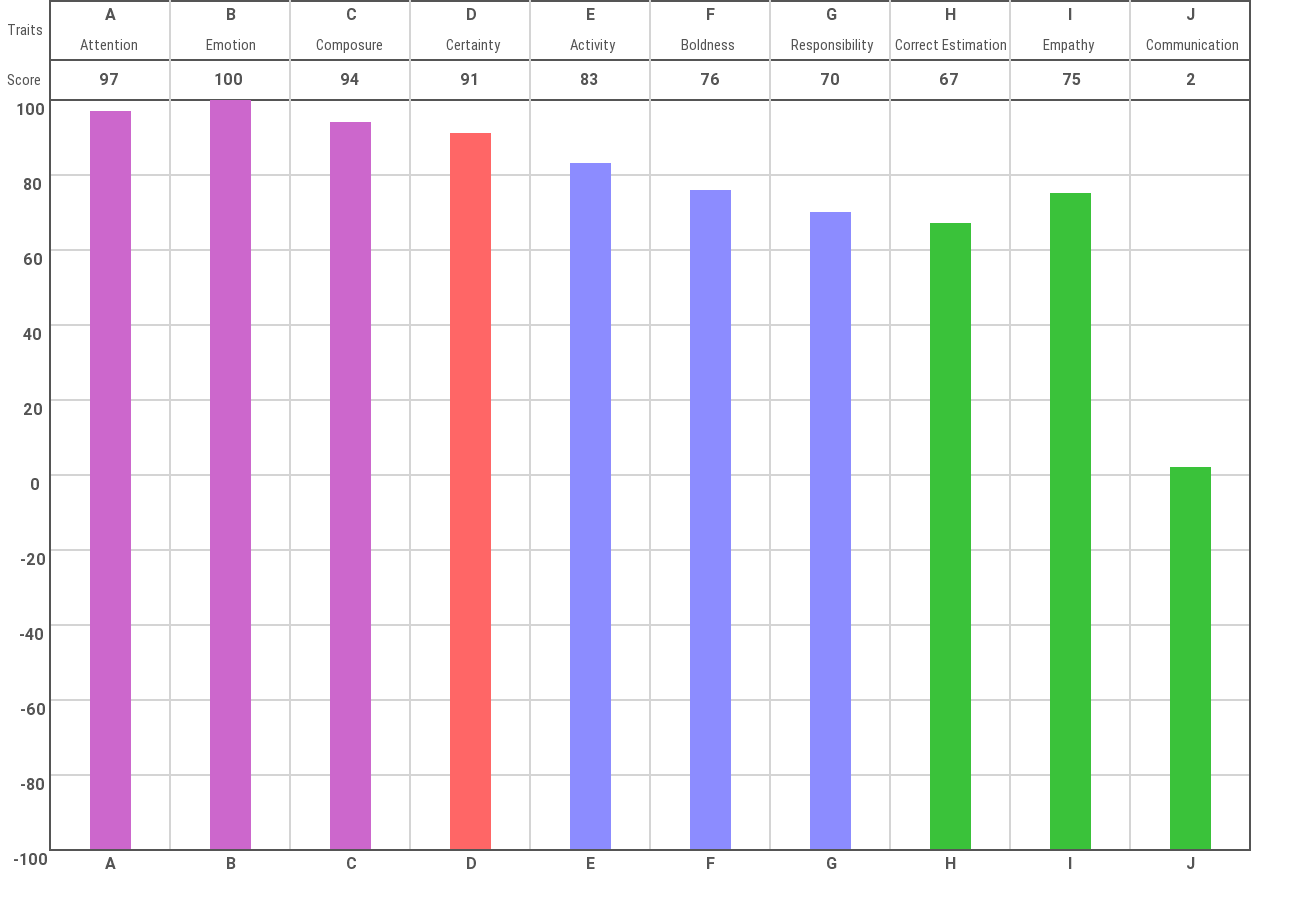 A B C D E F G H I J
Traits
Attention Emotion Composure Certainty Activity Boldness Responsibility Correct Estimation Empathy Communication
Score 97 100 94 91 83 76 70 67 75 2
100
80
60
40
20
0
-20
-40
-60
-80
-100
A B C D E F G H I J